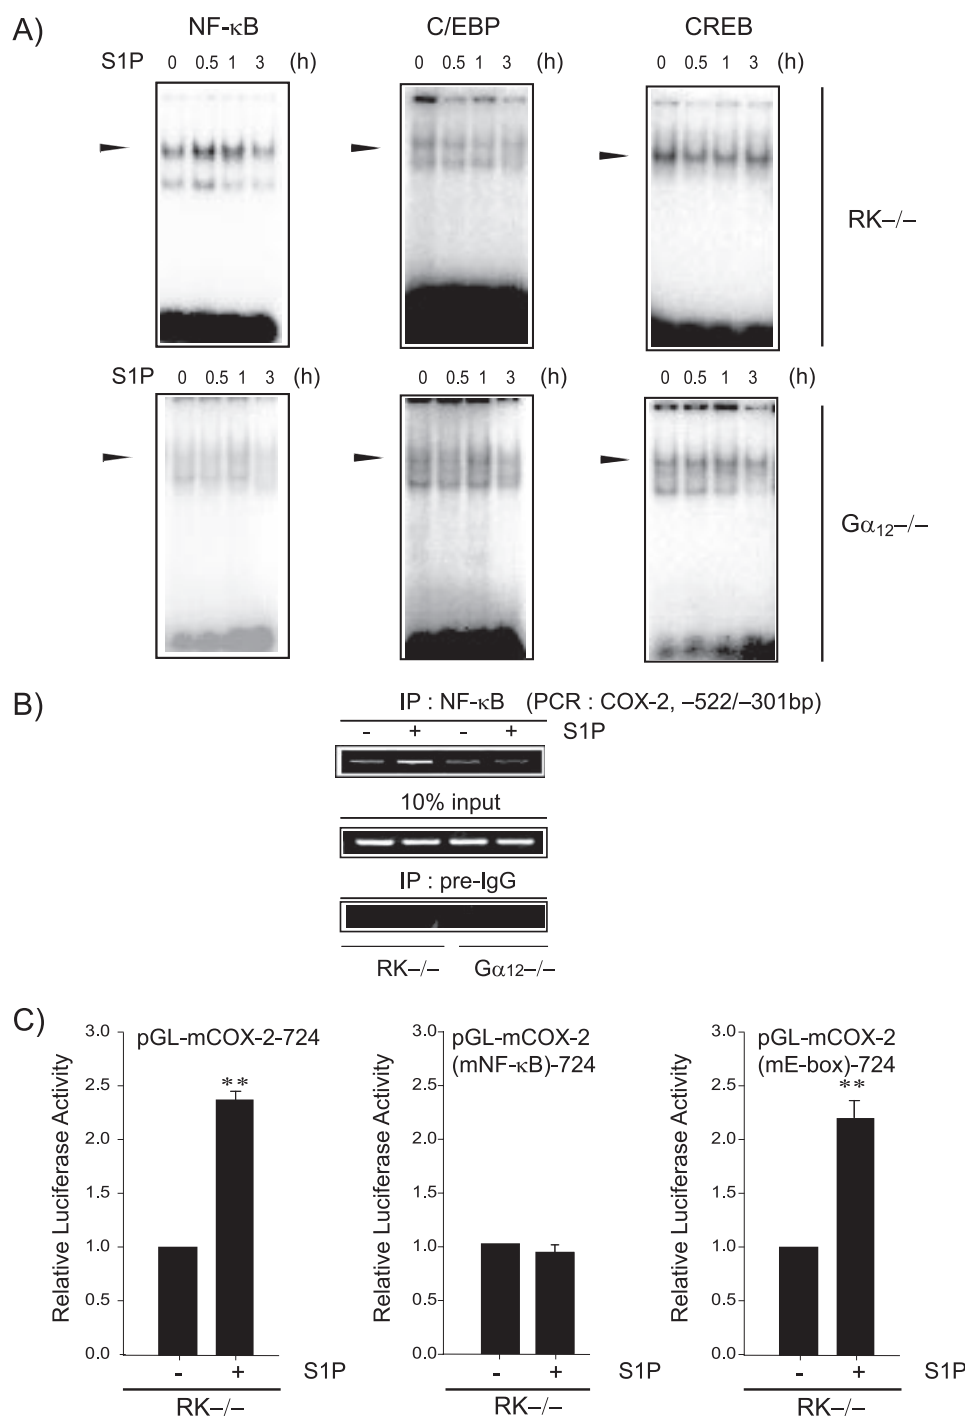 A)
NF-κB C/EBP CREB
S1P 0 0.5 1 3 (h) 0 0.5 1 3 (h) 0 0.5 1 3 (h)
RK–/–
S1P 0 0.5 1 3 (h) 0 0.5 1 3 (h) 0 0.5 1 3 (h)
Gα12–/–
B)
IP : NF-κB (PCR : COX-2, –522/–301bp)
- + - + S1P
10% input
IP : pre-IgG
RK–/– Gα12–/–
C)
pGL-mCOX-2-724
Relative Luciferase Activity
3.0
2.5
2.0
1.5
1.0
0.5
0.0
**
- + S1P
RK–/–
pGL-mCOX-2
(mNF-κB)-724
Relative Luciferase Activity
3.0
2.5
2.0
1.5
1.0
0.5
0.0
- + S1P
RK–/–
pGL-mCOX-2
(mE-box)-724
Relative Luciferase Activity
3.0
2.5
2.0
1.5
1.0
0.5
0.0
**
- + S1P
RK–/–